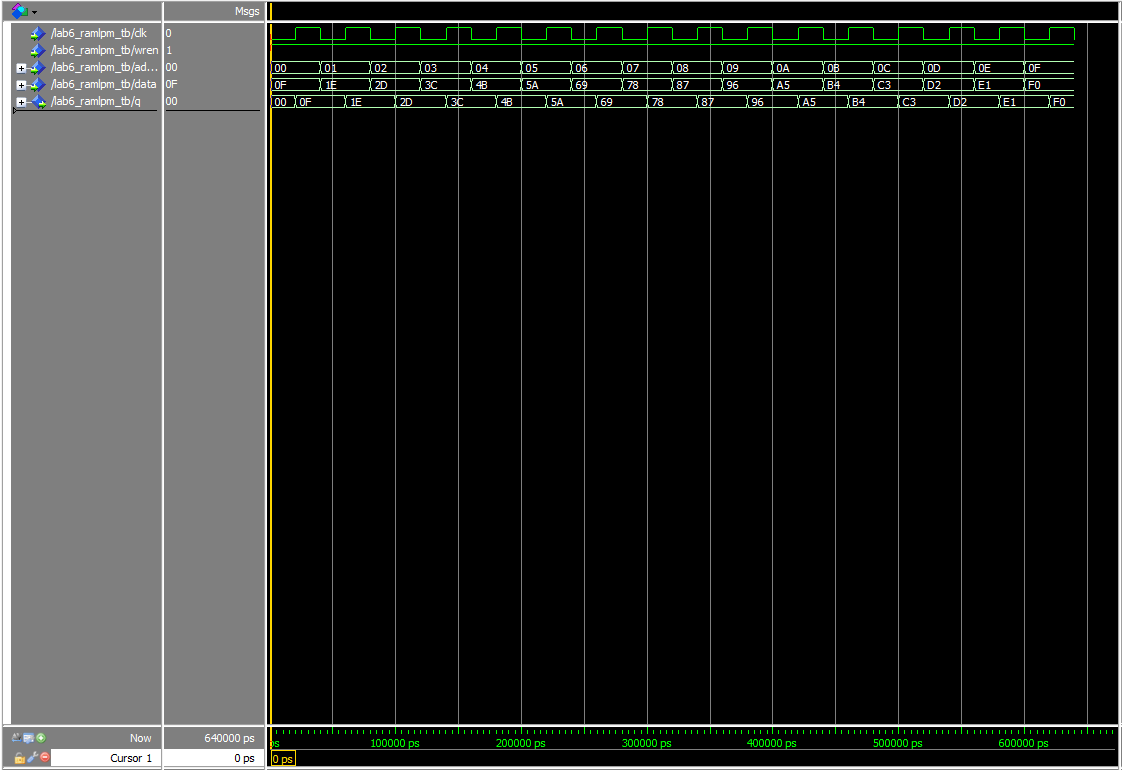 Msgs
/lab6_ramlpm_tb/clk 0
/lab6_ramlpm_tb/wren 1
/lab6_ramlpm_tb/ad... 00 00 01 02 03 04 05 06 07 08 09 0A 0B 0C 0D 0E 0F
/lab6_ramlpm_tb/data 0F 0F 1E 2D 3C 4B 5A 69 78 87 96 A5 B4 C3 D2 E1 F0
/lab6_ramlpm_tb/q 00 00 0F 1E 2D 3C 4B 5A 69 78 87 96 A5 B4 C3 D2 E1 F0
Now 640000 ps ps 100000 ps 200000 ps 300000 ps 400000 ps 500000 ps 600000 ps
Cursor 1 0 ps 0 ps